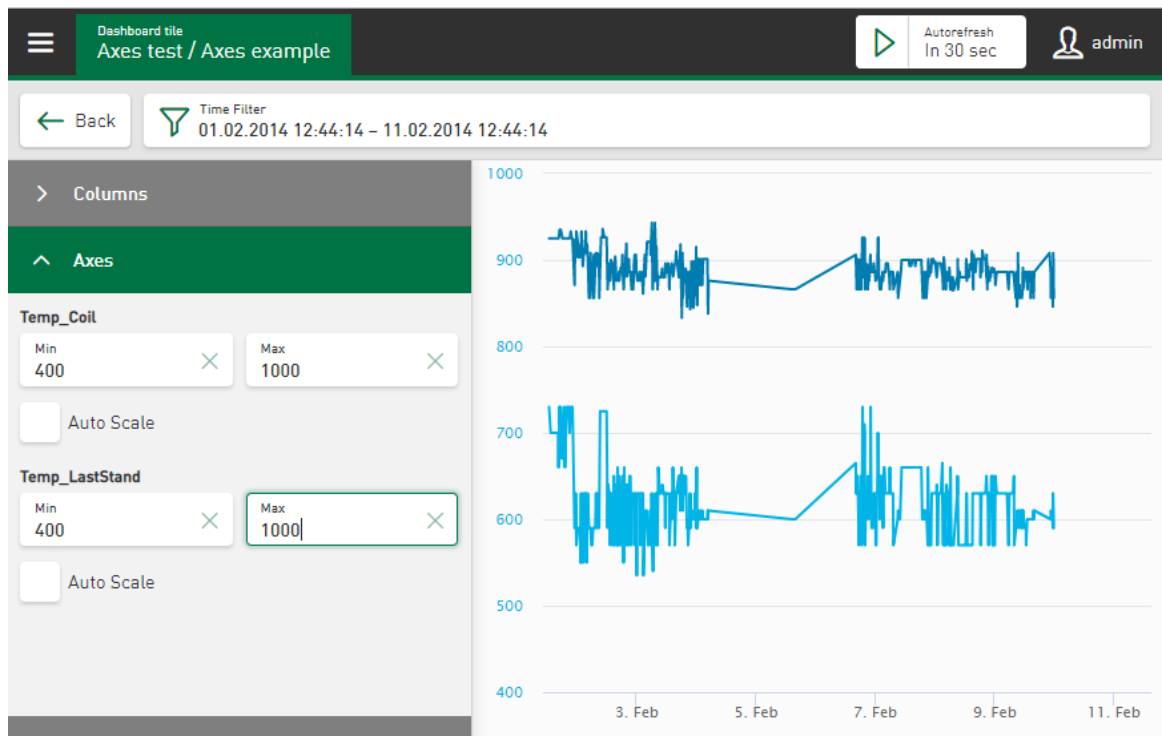 Dashboard tile
Axes test / Axes example
Autorefresh
In 30 sec
admin
Back
Time Filter
01.02.2014 12:44:14 – 11.02.2014 12:44:14
Columns
Axes
Temp_Coil
Min
400
Max
1000
Auto Scale
Temp_LastStand
Min
400
Max
1000
Auto Scale
1000
900
800
700
600
500
400
3. Feb
5. Feb
7. Feb
9. Feb
11. Feb